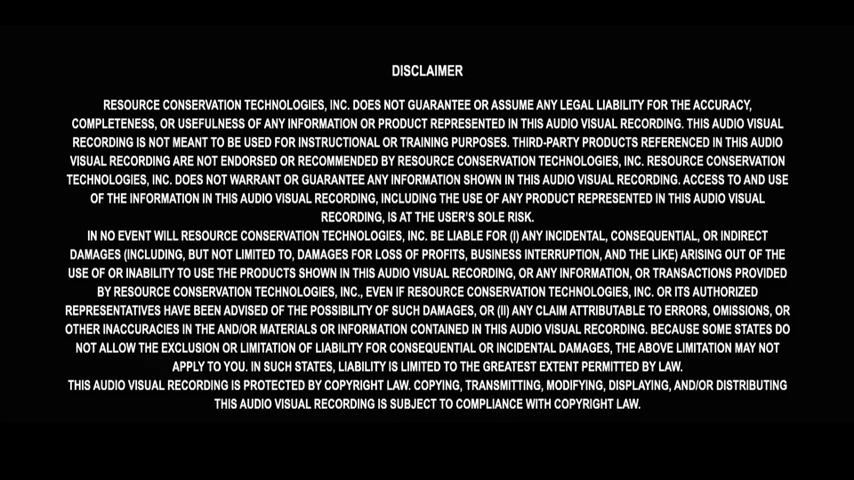 DISCLAIMER
RESOURCE CONSERVATION TECHNOLOGIES, INC. DOES NOT GUARANTEE OR ASSUME ANY LEGAL LIABILITY FOR THE ACCURACY,
COMPLETENESS, OR USEFULNESS OF ANY INFORMATION OR PRODUCT REPRESENTED IN THIS AUDIO VISUAL RECORDING. THIS AUDIO VISUAL
RECORDING IS NOT MEANT TO BE USED FOR INSTRUCTIONAL OR TRAINING PURPOSES. THIRD-PARTY PRODUCTS REFERENCED IN THIS AUDIO
VISUAL RECORDING ARE NOT ENDORSED OR RECOMMENDED BY RESOURCE CONSERVATION TECHNOLOGIES, INC. RESOURCE CONSERVATION
TECHNOLOGIES, INC. DOES NOT WARRANT OR GUARANTEE ANY INFORMATION SHOWN IN THIS AUDIO VISUAL RECORDING. ACCESS TO AND USE
OF THE INFORMATION IN THIS AUDIO VISUAL RECORDING, INCLUDING THE USE OF ANY PRODUCT REPRESENTED IN THIS AUDIO VISUAL
RECORDING, IS AT THE USER'S SOLE RISK.
IN NO EVENT WILL RESOURCE CONSERVATION TECHNOLOGIES, INC. BE LIABLE FOR (I) ANY INCIDENTAL, CONSEQUENTIAL, OR INDIRECT
DAMAGES (INCLUDING, BUT NOT LIMITED TO, DAMAGES FOR LOSS OF PROFITS, BUSINESS INTERRUPTION, AND THE LIKE) ARISING OUT OF THE
USE OF OR INABILITY TO USE THE PRODUCTS SHOWN IN THIS AUDIO VISUAL RECORDING, OR ANY INFORMATION, OR TRANSACTIONS PROVIDED
BY RESOURCE CONSERVATION TECHNOLOGIES, INC., EVEN IF RESOURCE CONSERVATION TECHNOLOGIES, INC. OR ITS AUTHORIZED
REPRESENTATIVES HAVE BEEN ADVISED OF THE POSSIBILITY OF SUCH DAMAGES, OR (II) ANY CLAIM ATTRIBUTABLE TO ERRORS, OMISSIONS, OR
OTHER INACCURACIES IN THE AND/OR MATERIALS OR INFORMATION CONTAINED IN THIS AUDIO VISUAL RECORDING. BECAUSE SOME STATES DO
NOT ALLOW THE EXCLUSION OR LIMITATION OF LIABILITY FOR CONSEQUENTIAL OR INCIDENTAL DAMAGES, THE ABOVE LIMITATION MAY NOT
APPLY TO YOU. IN SUCH STATES, LIABILITY IS LIMITED TO THE GREATEST EXTENT PERMITTED BY LAW.
THIS AUDIO VISUAL RECORDING IS PROTECTED BY COPYRIGHT LAW. COPYING, TRANSMITTING, MODIFYING, DISPLAYING, AND/OR DISTRIBUTING
THIS AUDIO VISUAL RECORDING IS SUBJECT TO COMPLIANCE WITH COPYRIGHT LAW.